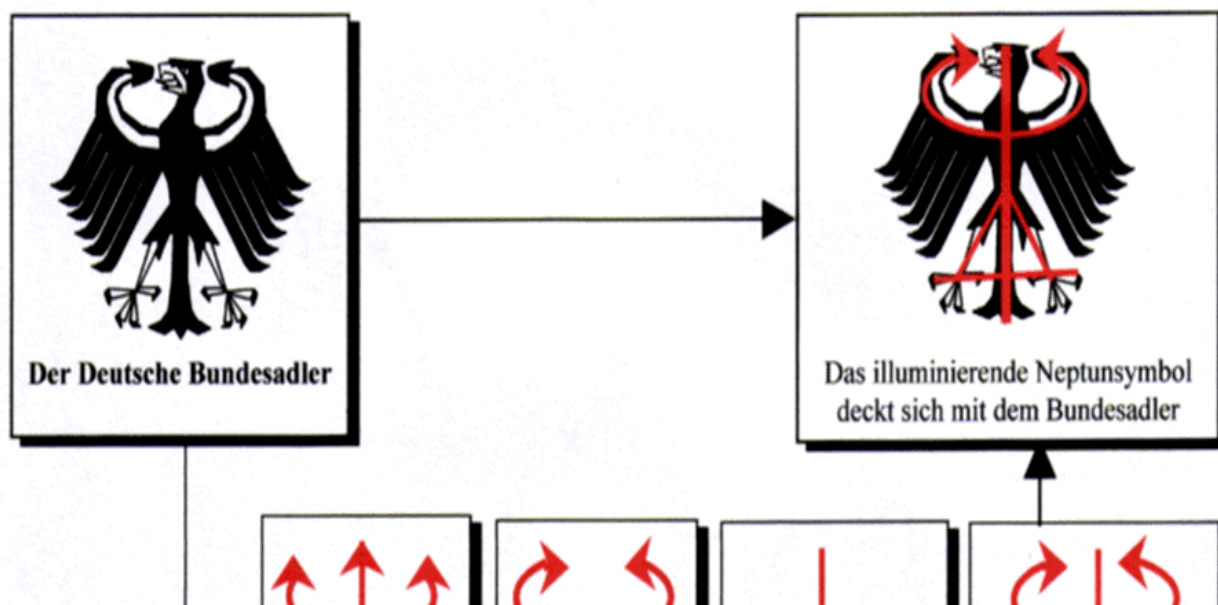 Der Deutsche Bundesadler
Das illuminierende Neptunsymbol
deckt sich mit dem Bundesadler